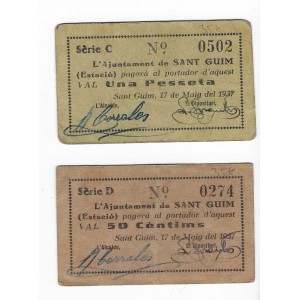 Sèrie C Nº 0502
L'Ajuntament de SANT GUIM
(Estació) pagarà al portador d'aquest
VAL Una Pesseta
Sant Guim, 17 de Maig del 1937
L'Alcalde, El Dipositari,
Sèrie D Nº 0274
L'Ajuntament de SANT GUIM
(Estació) pagarà al portador d'aquest
VAL 50 Cèntims
Sant Guim, 17 de Maig del 1937
L'Alcalde, El Dipositari,